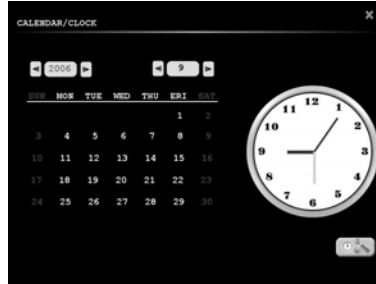 CALENDAR/CLOCK
x
2006
9
SUN MON TUE WED THU ERI SAT
1 2
3 4 5 6 7 8 9
10 11 12 13 14 15 16
17 18 19 20 21 22 23
24 25 26 27 28 29 30
12
11 1
10 2
9 3
8 4
7 5
6